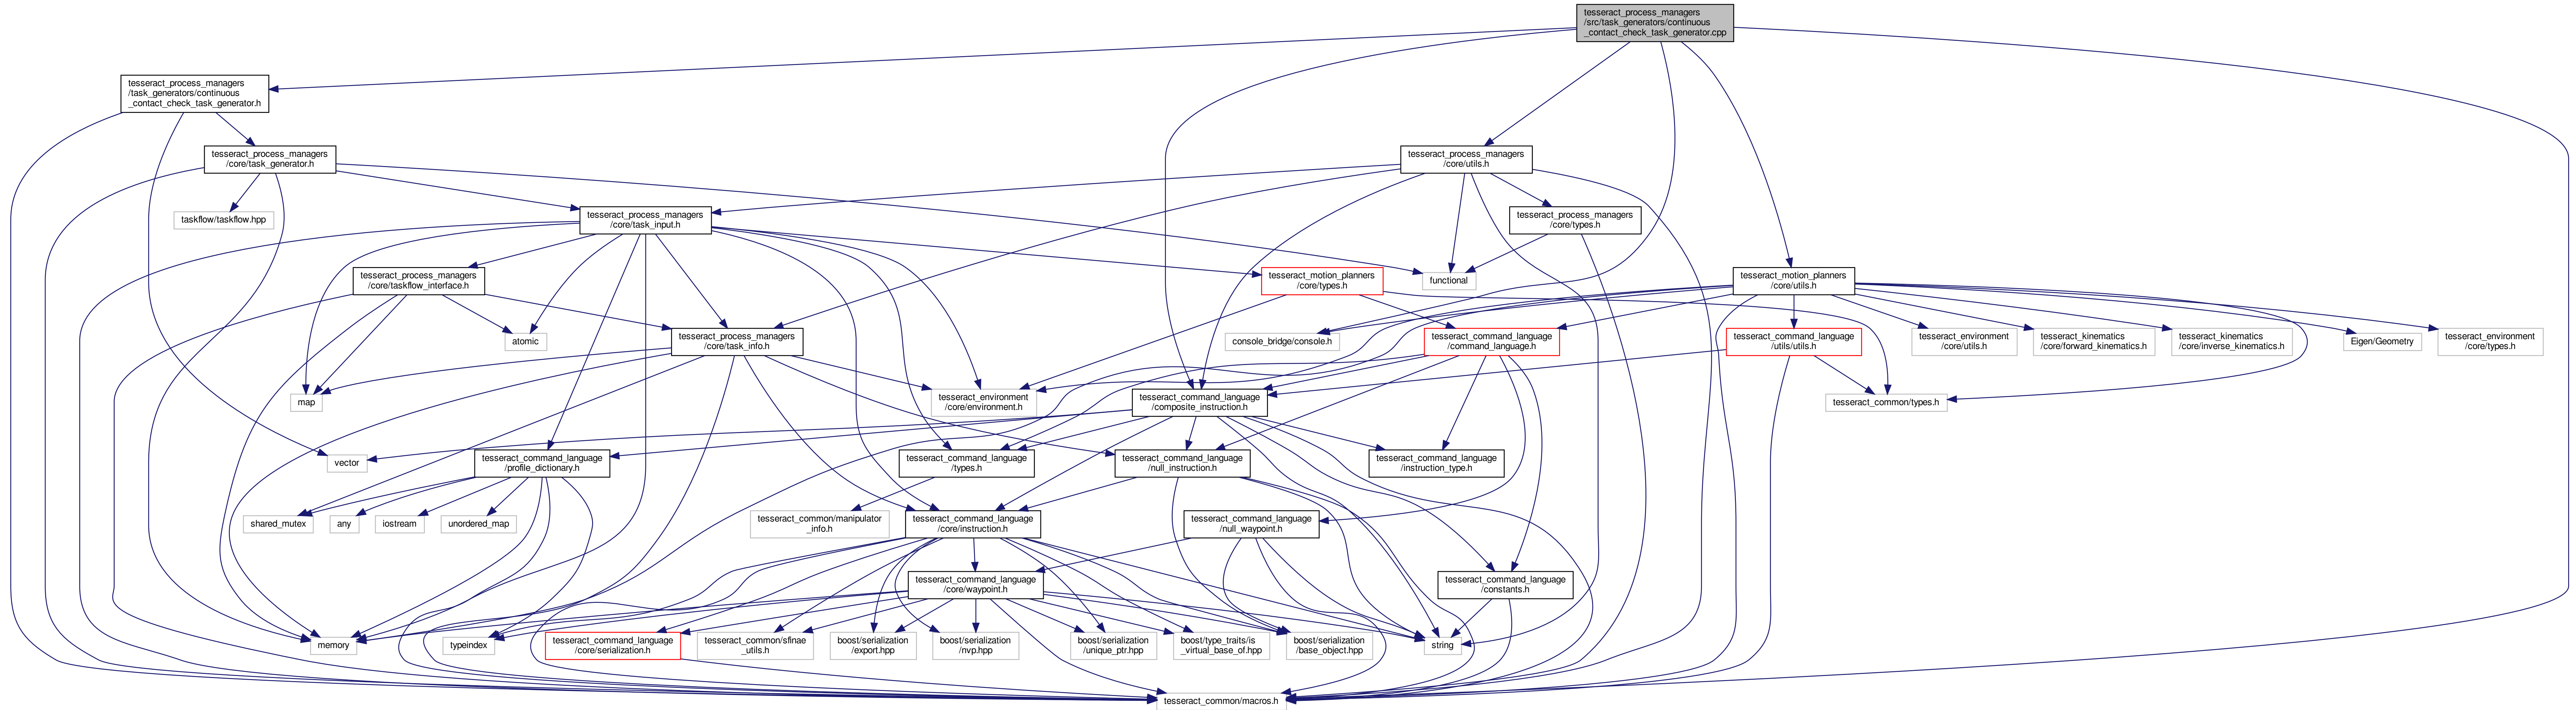 tesseract_process_managers
/src/task_generators/continuous
_contact_check_task_generator.cpp
tesseract_process_managers
/task_generators/continuous
_contact_check_task_generator.h
tesseract_process_managers
/core/task_generator.h
tesseract_process_managers
/core/utils.h
taskflow/taskflow.hpp
tesseract_process_managers
/core/task_input.h
tesseract_process_managers
/core/types.h
tesseract_process_managers
/core/taskflow_interface.h
tesseract_motion_planners
/core/types.h
functional
tesseract_motion_planners
/core/utils.h
atomic
tesseract_process_managers
/core/task_info.h
console_bridge/console.h
tesseract_command_language
/command_language.h
tesseract_command_language
/utils/utils.h
tesseract_environment
/core/utils.h
tesseract_kinematics
/core/forward_kinematics.h
tesseract_kinematics
/core/inverse_kinematics.h
Eigen/Geometry
tesseract_environment
/core/types.h
map
tesseract_environment
/core/environment.h
tesseract_command_language
/composite_instruction.h
tesseract_common/types.h
vector
tesseract_command_language
/profile_dictionary.h
tesseract_command_language
/types.h
tesseract_command_language
/null_instruction.h
tesseract_command_language
/instruction_type.h
shared_mutex
any
iostream
unordered_map
tesseract_common/manipulator
_info.h
tesseract_command_language
/core/instruction.h
tesseract_command_language
/null_waypoint.h
tesseract_command_language
/core/waypoint.h
tesseract_command_language
/constants.h
memory
typeindex
tesseract_command_language
/core/serialization.h
tesseract_common/sfinae
_utils.h
boost/serialization
/export.hpp
boost/serialization
/nvp.hpp
boost/serialization
/unique_ptr.hpp
boost/type_traits/is
_virtual_base_of.hpp
boost/serialization
/base_object.hpp
string
tesseract_common/macros.h